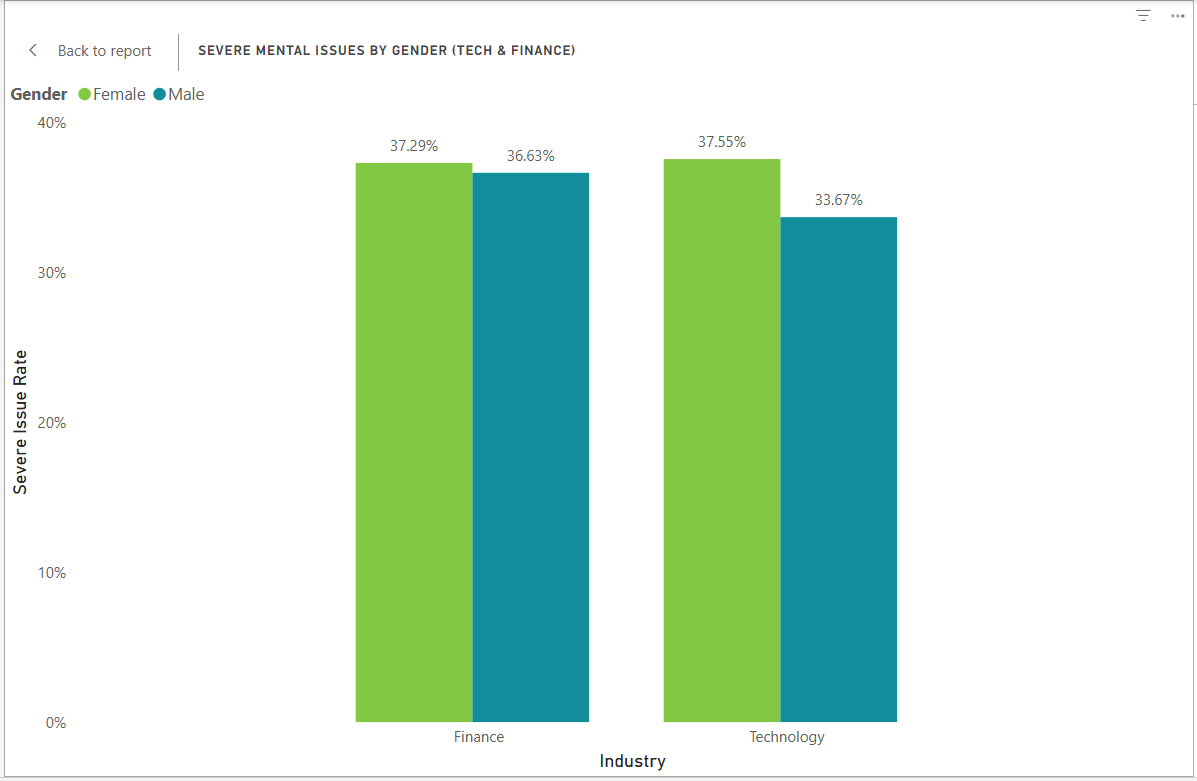 Back to report
SEVERE MENTAL ISSUES BY GENDER (TECH & FINANCE)
Gender Female Male
40%
30%
20%
10%
0%
Severe Issue Rate
37.29%
36.63%
37.55%
33.67%
Finance
Technology
Industry